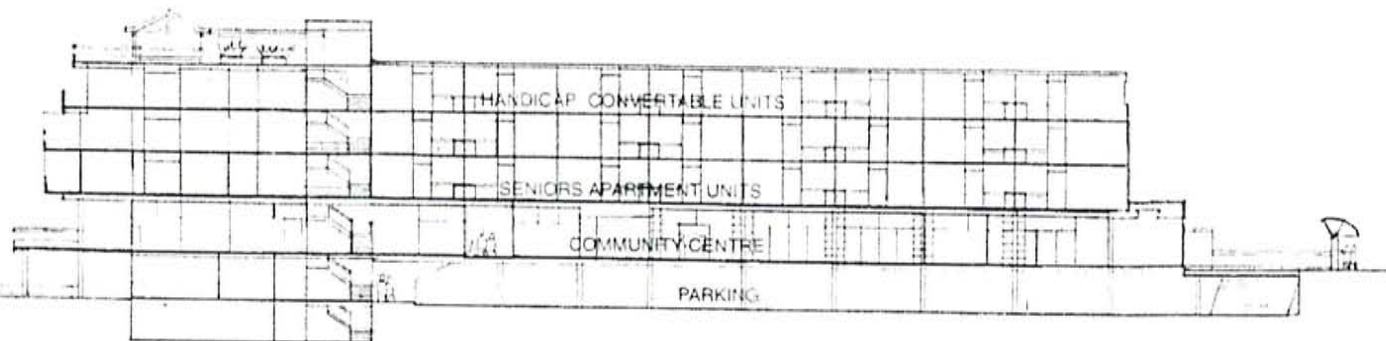 HANDICAP CONVERTABLE UNITS
SENIORS APARTMENT UNITS
COMMUNITY CENTRE
PARKING